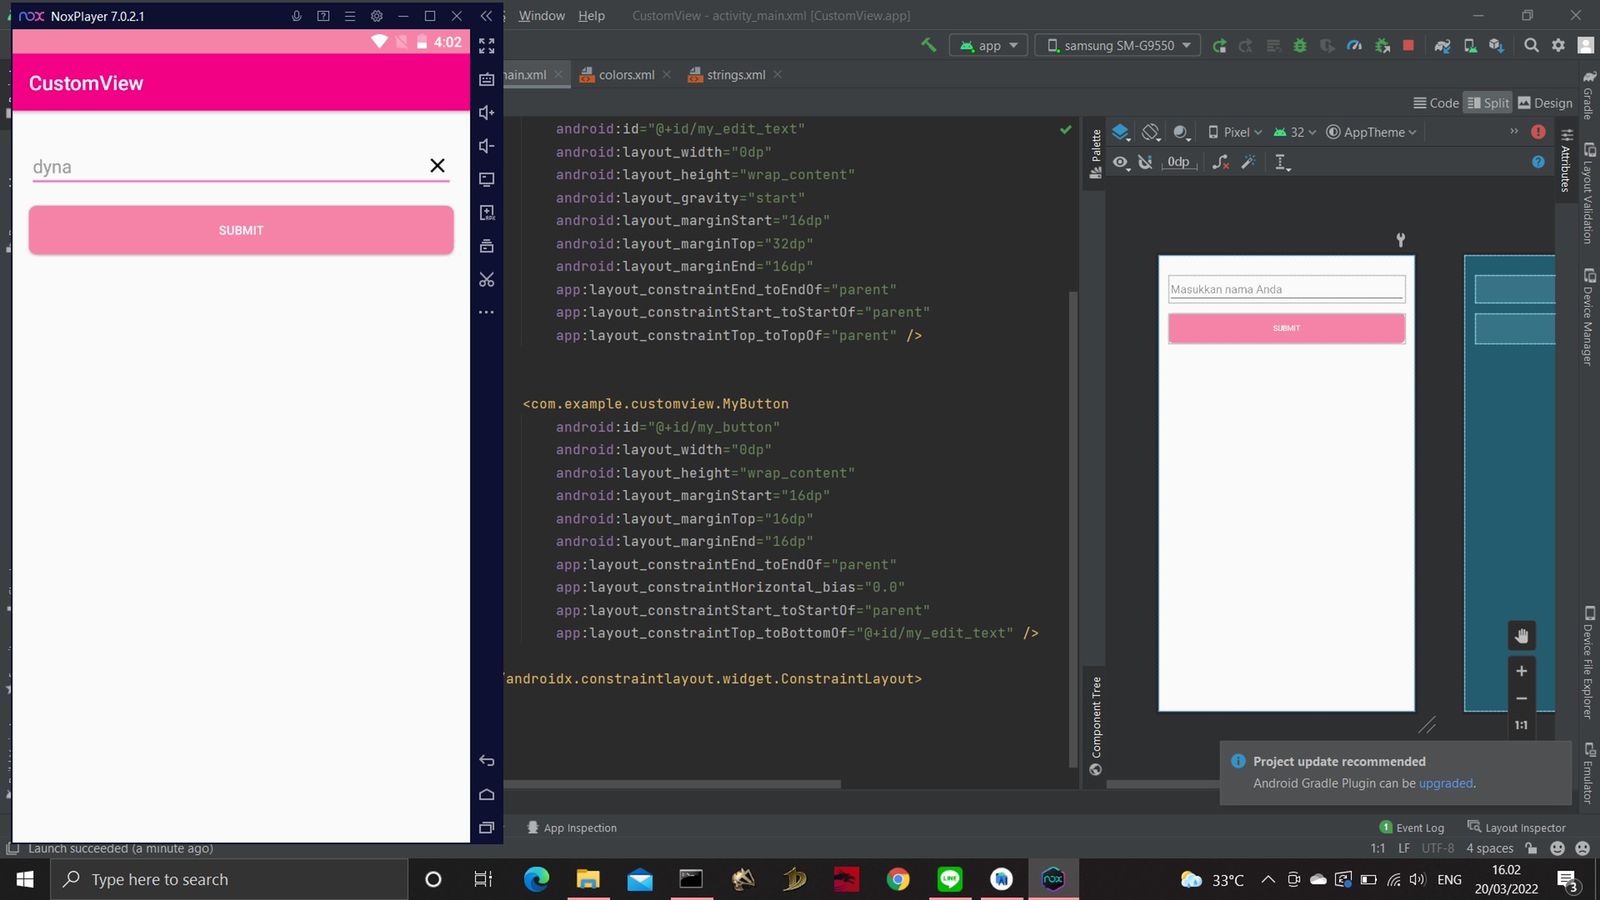 nox NoxPlayer 7.0.2.1
4:02
CustomView
dyna
SUBMIT
Window Help CustomView - activity_main.xml [CustomView.app]
app samsung SM-G9550
main.xml colors.xml strings.xml
Code Split Design
android:id="@+id/my_edit_text"
android:layout_width="0dp"
android:layout_height="wrap_content"
android:layout_gravity="start"
android:layout_marginStart="16dp"
android:layout_marginTop="32dp"
android:layout_marginEnd="16dp"
app:layout_constraintEnd_toEndOf="parent"
app:layout_constraintStart_toStartOf="parent"
app:layout_constraintTop_toTopOf="parent" />
<com.example.customview.MyButton
android:id="@+id/my_button"
android:layout_width="0dp"
android:layout_height="wrap_content"
android:layout_marginStart="16dp"
android:layout_marginTop="16dp"
android:layout_marginEnd="16dp"
app:layout_constraintEnd_toEndOf="parent"
app:layout_constraintHorizontal_bias="0.0"
app:layout_constraintStart_toStartOf="parent"
app:layout_constraintTop_toBottomOf="@+id/my_edit_text" />
/androidx.constraintlayout.widget.ConstraintLayout>
Palette
Component Tree
Pixel 32 AppTheme
0dp
Masukkan nama Anda
SUBMIT
1:1
Attributes
Gradle
Layout Validation
Device Manager
Device File Explorer
Emulator
Project update recommended
Android Gradle Plugin can be upgraded.
App Inspection
1 Event Log Layout Inspector
Launch succeeded (a minute ago)
1:1 LF UTF-8 4 spaces
Type here to search
LINE
nox
33°C
ENG
16.02
20/03/2022
3